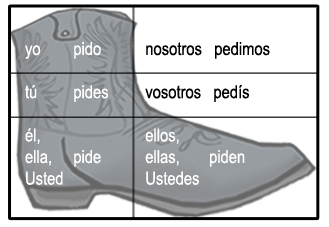 yo pido
nosotros pedimos
tú pides
vosotros pedís
él,
ella, pide
Usted
ellos,
ellas, piden
Ustedes